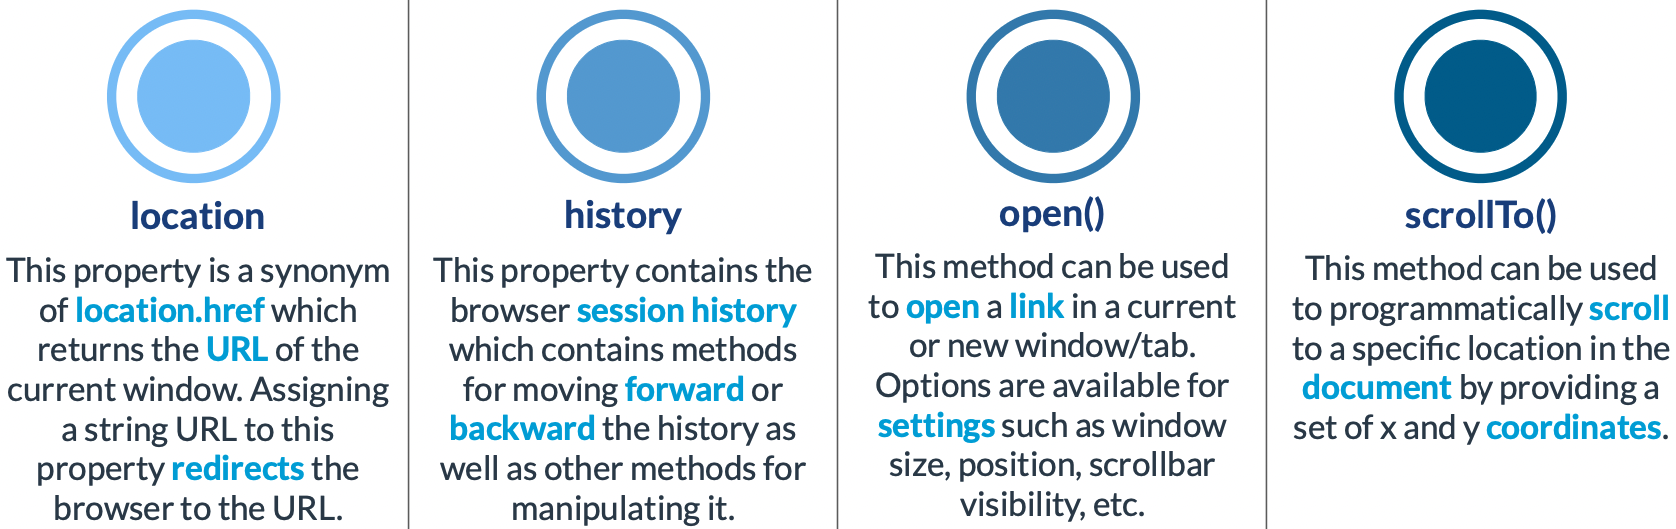 location
This property is a synonym
of location.href which
returns the URL of the
current window. Assigning
a string URL to this
property redirects the
browser to the URL.
history
This property contains the
browser session history
which contains methods
for moving forward or
backward the history as
well as other methods for
manipulating it.
open()
This method can be used
to open a link in a current
or new window/tab.
Options are available for
settings such as window
size, position, scrollbar
visibility, etc.
scrollTo()
This method can be used
to programmatically scroll
to a specific location in the
document by providing a
set of x and y coordinates.